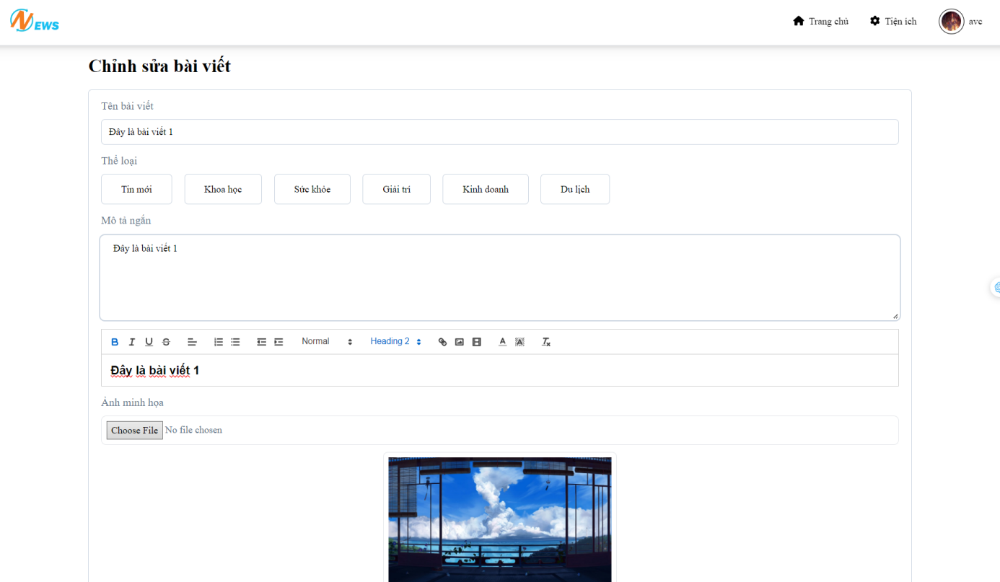 NEWS
Trang chủ
Tiện ích
avc
Chỉnh sửa bài viết
Tên bài viết
Đây là bài viết 1
Thể loại
Tin mới
Khoa học
Sức khỏe
Giải trí
Kinh doanh
Du lịch
Mô tả ngắn
Đây là bài viết 1
Normal
Heading 2
Đây là bài viết 1
Ảnh minh họa
Choose File No file chosen